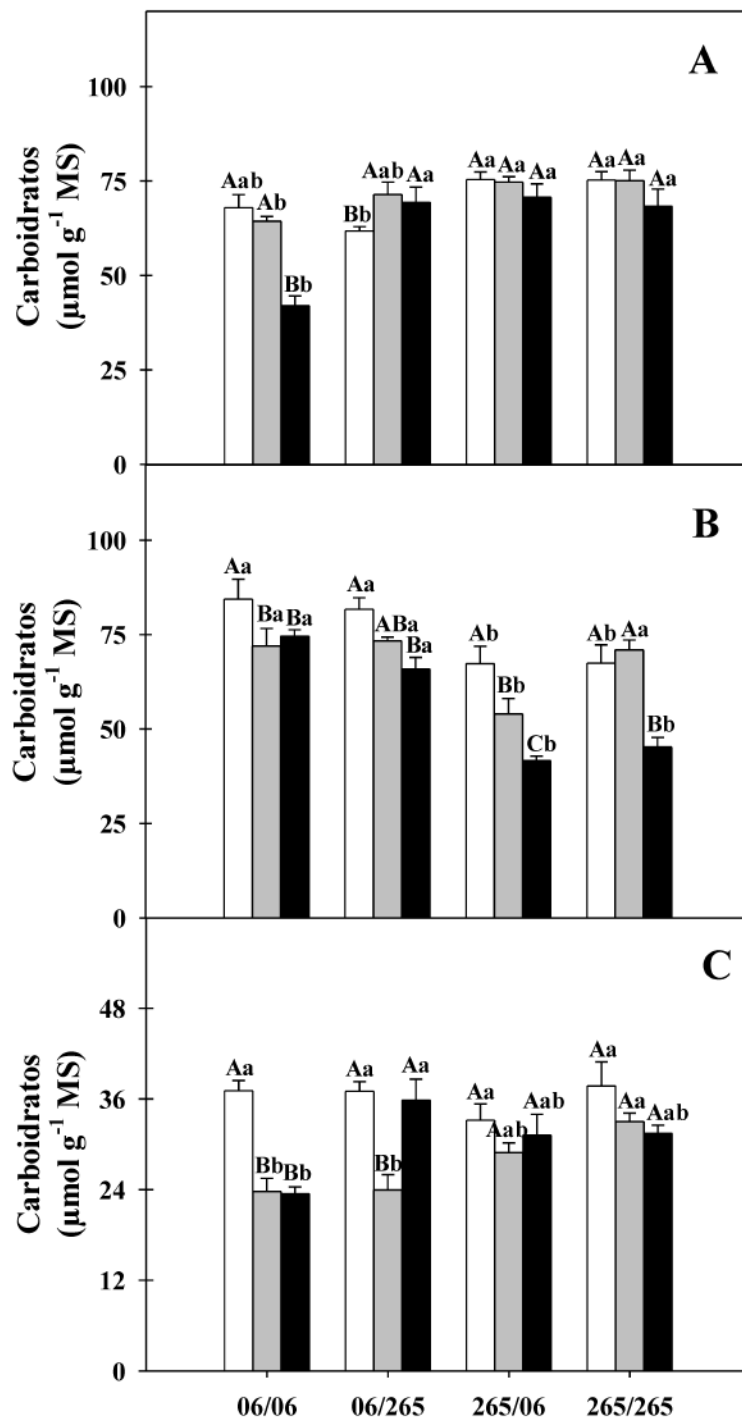 A
100
75
50
25
0
Carboidratos
(µmol g⁻¹ MS)
Aab Ab Bb
Bb Aab Aa
Aa Aa Aa
Aa Aa Aa
B
100
75
50
25
0
Carboidratos
(µmol g⁻¹ MS)
Aa Ba Ba
Aa ABa Ba
Ab Bb Cb
Ab Aa Bb
C
48
36
24
12
0
Carboidratos
(µmol g⁻¹ MS)
Aa Bb Bb
Aa Bb Aa
Aa Aab Aab
Aa Aa Aab
06/06 06/265 265/06 265/265